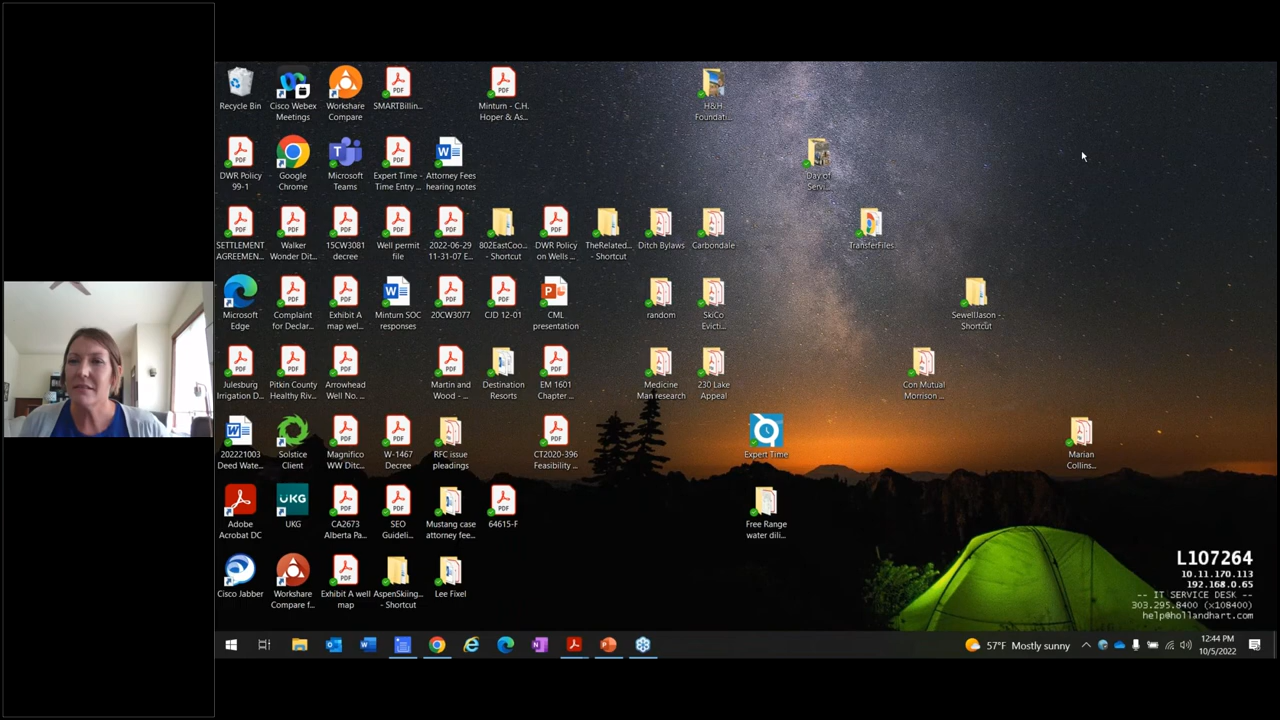 Recycle Bin
Cisco Webex
Meetings
Workshare
Compare
SMARTBillin...
Minturn - C.H.
Hoper & As...
H&H
Foundati...
DWR Policy
99-1
Google
Chrome
Microsoft
Teams
Expert Time -
Time Entry ...
Attorney Fees
hearing notes
Day of
Servi...
SETTLEMENT
AGREEMEN...
Walker
Wonder Dit...
15CW3081
decree
Well permit
file
2022-06-29
11-31-07 E...
802EastCoo...
- Shortcut
DWR Policy
on Wells ...
TheRelated...
- Shortcut
Ditch Bylaws
Carbondale
TransferFiles
Microsoft
Edge
Complaint
for Declar...
Exhibit A
map wel...
Minturn SOC
responses
20CW3077
CJD 12-01
CML
presentation
random
SkiCo
Evicti...
SewellJason -
Shortcut
Julesburg
Irrigation D...
Pitkin County
Healthy Riv...
Arrowhead
Well No. ...
Martin and
Wood - ...
Destination
Resorts
EM 1601
Chapter ...
Medicine
Man research
230 Lake
Appeal
Con Mutual
Morrison ...
202221003
Deed Wate...
Solstice
Client
Magnifico
WW Ditc...
W-1467
Decree
RFC issue
pleadings
CT2020-396
Feasibility ...
Expert Time
Marian
Collins...
Adobe
Acrobat DC
UKG
CA2673
Alberta Pa...
SEO
Guideli...
Mustang case
attorney fee...
64615-F
Free Range
water dili...
Cisco Jabber
Workshare
Compare f...
Exhibit A well
map
AspenSkiing...
- Shortcut
Lee Fixel
L107264
10.11.170.113
192.168.0.65
-- IT SERVICE DESK --
303.295.8400 (x108400)
help@hollandhart.com
57°F Mostly sunny
12:44 PM
10/5/2022